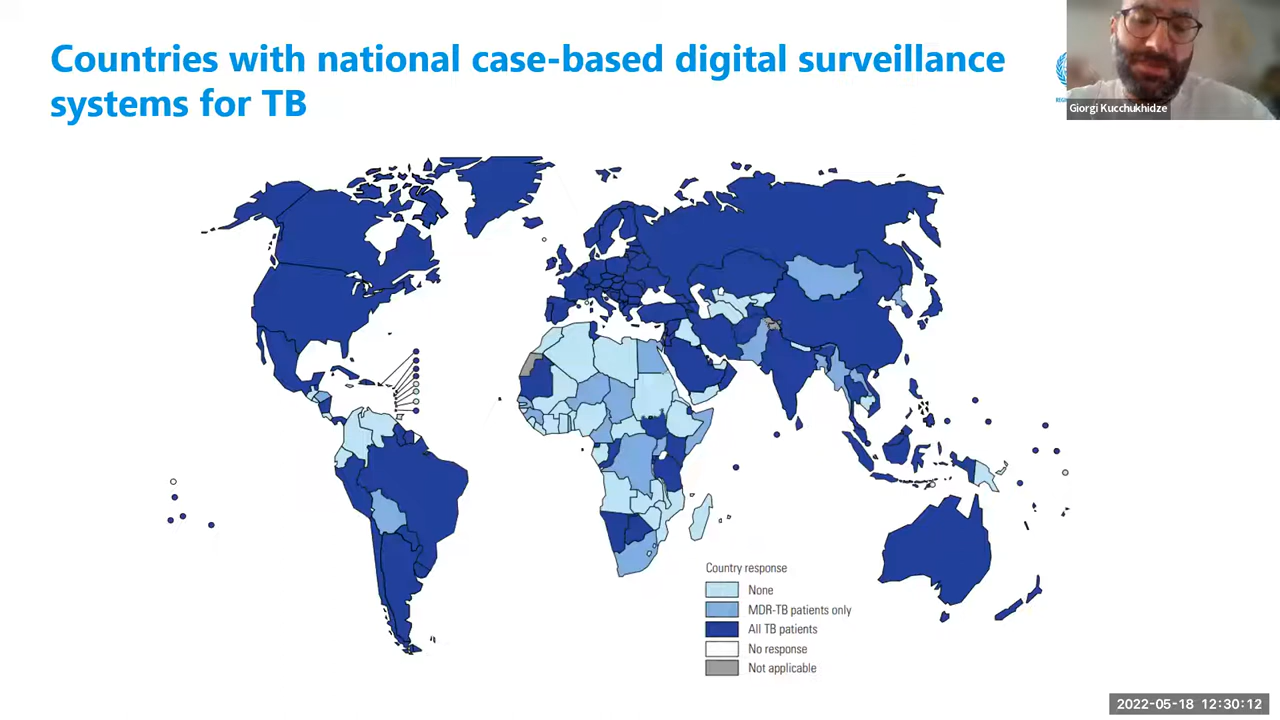 Countries with national case-based digital surveillance
systems for TB
Giorgi Kucchukhidze
Country response
None
MDR-TB patients only
All TB patients
No response
Not applicable
2022-05-18 12:30:12